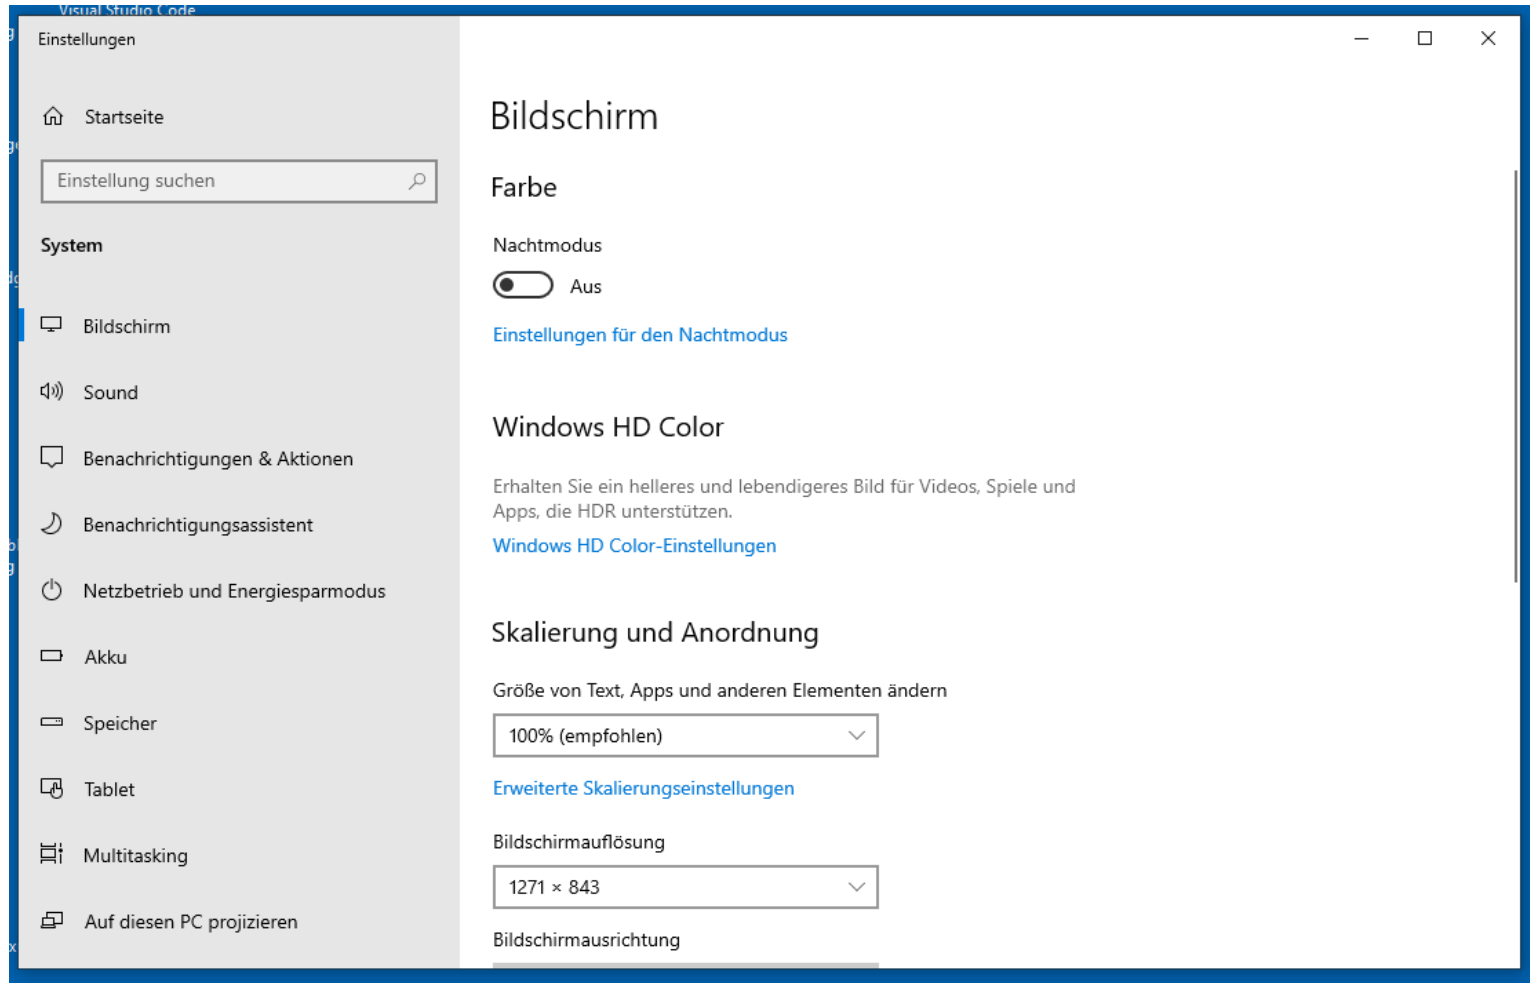 Visual Studio Code
Einstellungen
Startseite
Einstellung suchen
System
Bildschirm
Sound
Benachrichtigungen & Aktionen
Benachrichtigungsassistent
Netzbetrieb und Energiesparmodus
Akku
Speicher
Tablet
Multitasking
Auf diesen PC projizieren
Bildschirm
Farbe
Nachtmodus
Aus
Einstellungen für den Nachtmodus
Windows HD Color
Erhalten Sie ein helleres und lebendigeres Bild für Videos, Spiele und
Apps, die HDR unterstützen.
Windows HD Color-Einstellungen
Skalierung und Anordnung
Größe von Text, Apps und anderen Elementen ändern
100% (empfohlen)
Erweiterte Skalierungseinstellungen
Bildschirmauflösung
1271 × 843
Bildschirmausrichtung